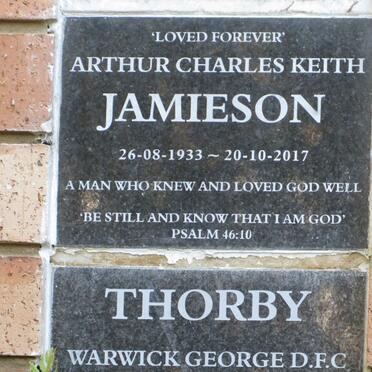 'LOVED FOREVER'
ARTHUR CHARLES KEITH
JAMIESON
26-08-1933 ~ 20-10-2017
A MAN WHO KNEW AND LOVED GOD WELL
'BE STILL AND KNOW THAT I AM GOD'
PSALM 46:10
THORBY
WARWICK GEORGE D.F.C